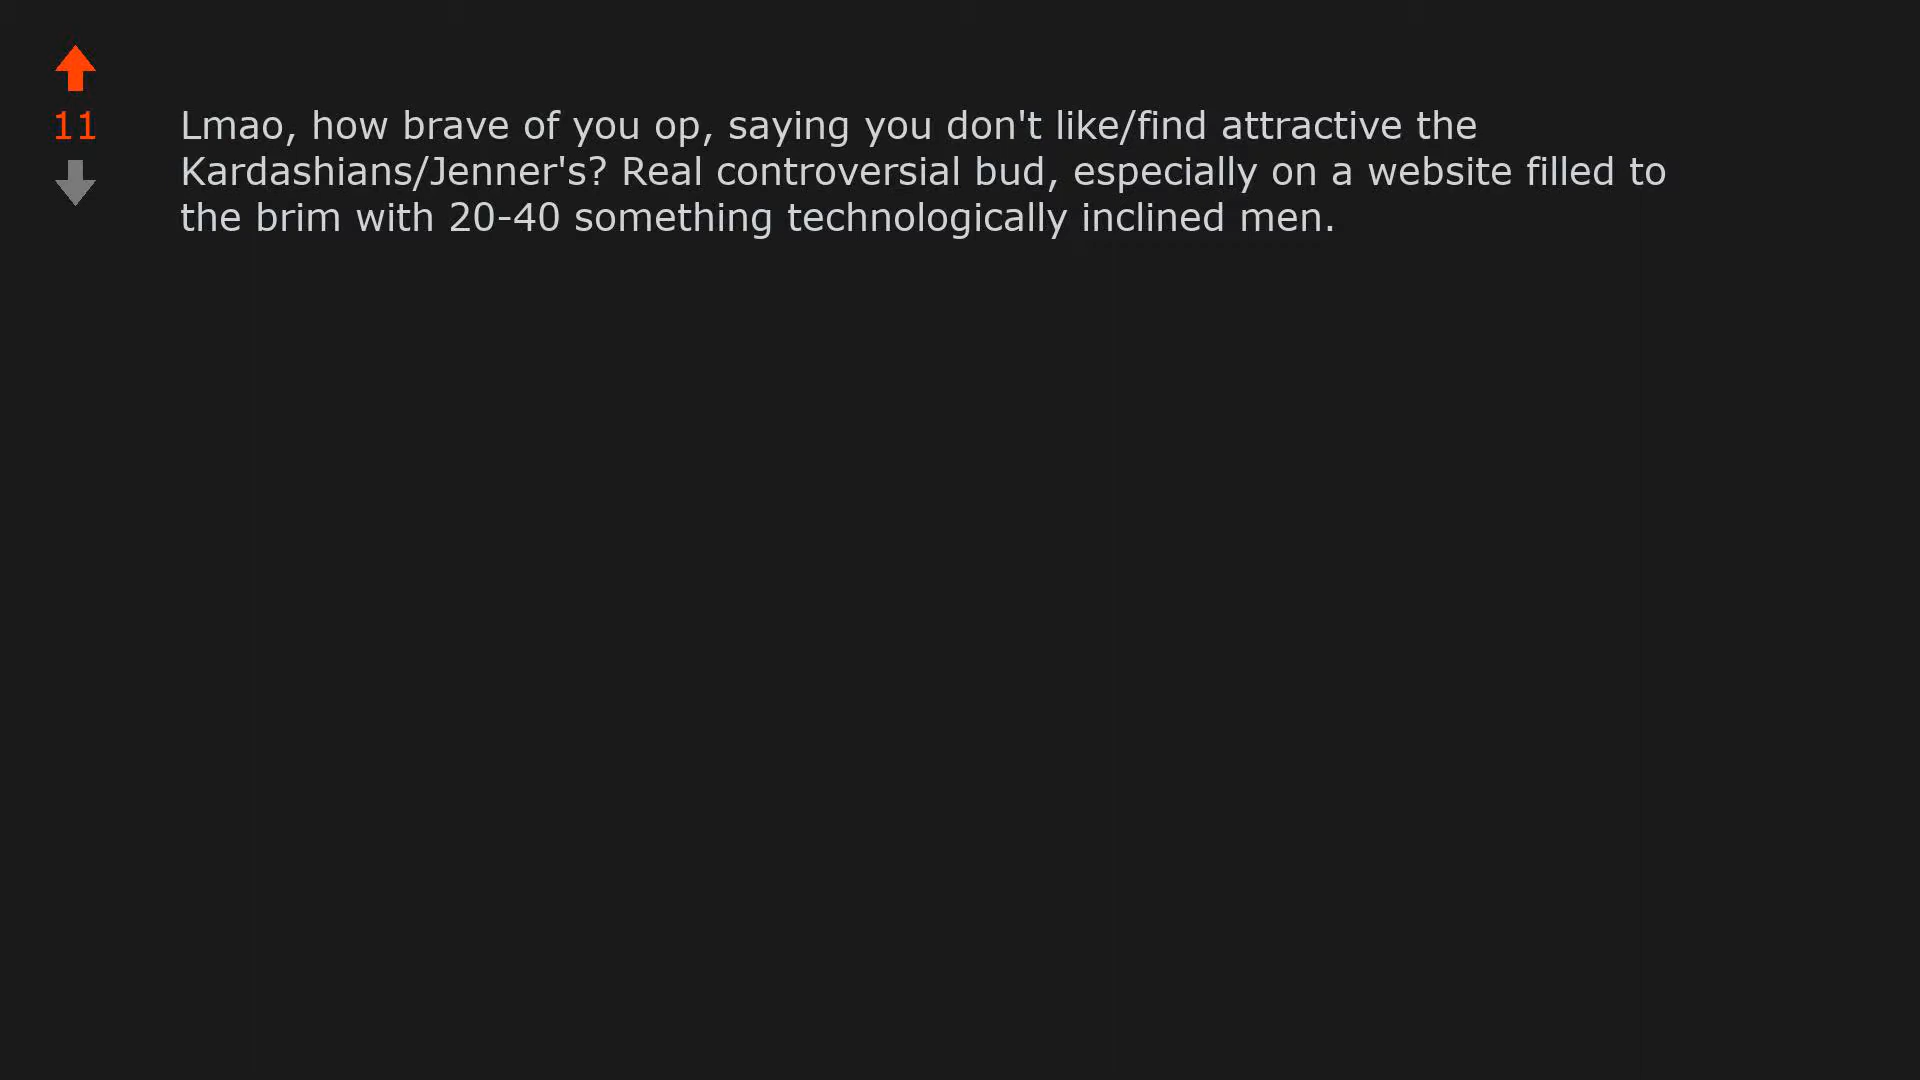 11
Lmao, how brave of you op, saying you don't like/find attractive the
Kardashians/Jenner's? Real controversial bud, especially on a website filled to
the brim with 20-40 something technologically inclined men.